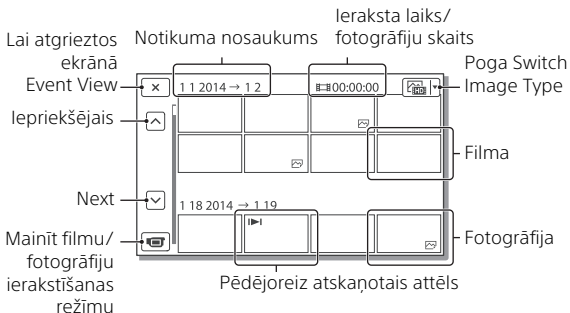 Lai atgrieztos
ekrānā
Event View
Notikuma nosaukums
Ieraksta laiks/
fotogrāfiju skaits
Poga Switch
Image Type
1 1 2014 → 1 2
00:00:00
HD
Iepriekšējais
Filma
Next
1 18 2014 → 1 19
Mainīt filmu/
fotogrāfiju
ierakstīšanas
režīmu
Fotogrāfija
Pēdējoreiz atskaņotais attēls